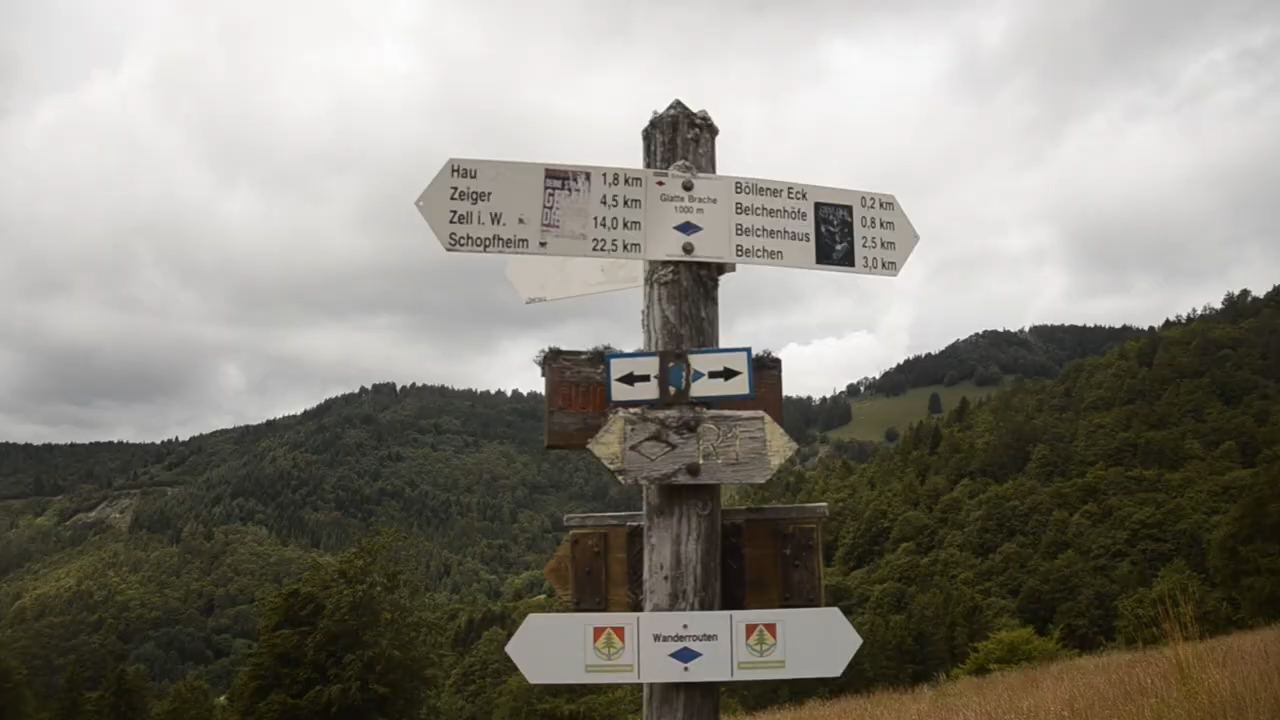 Hau 1,8 km
Zeiger 4,5 km
Zell i. W. 14,0 km
Schopfheim 22,5 km
Glatte Brache
1000 m
Böllener Eck 0,2 km
Belchenhöfe 0,8 km
Belchenhaus 2,5 km
Belchen 3,0 km
R1
Wanderrouten